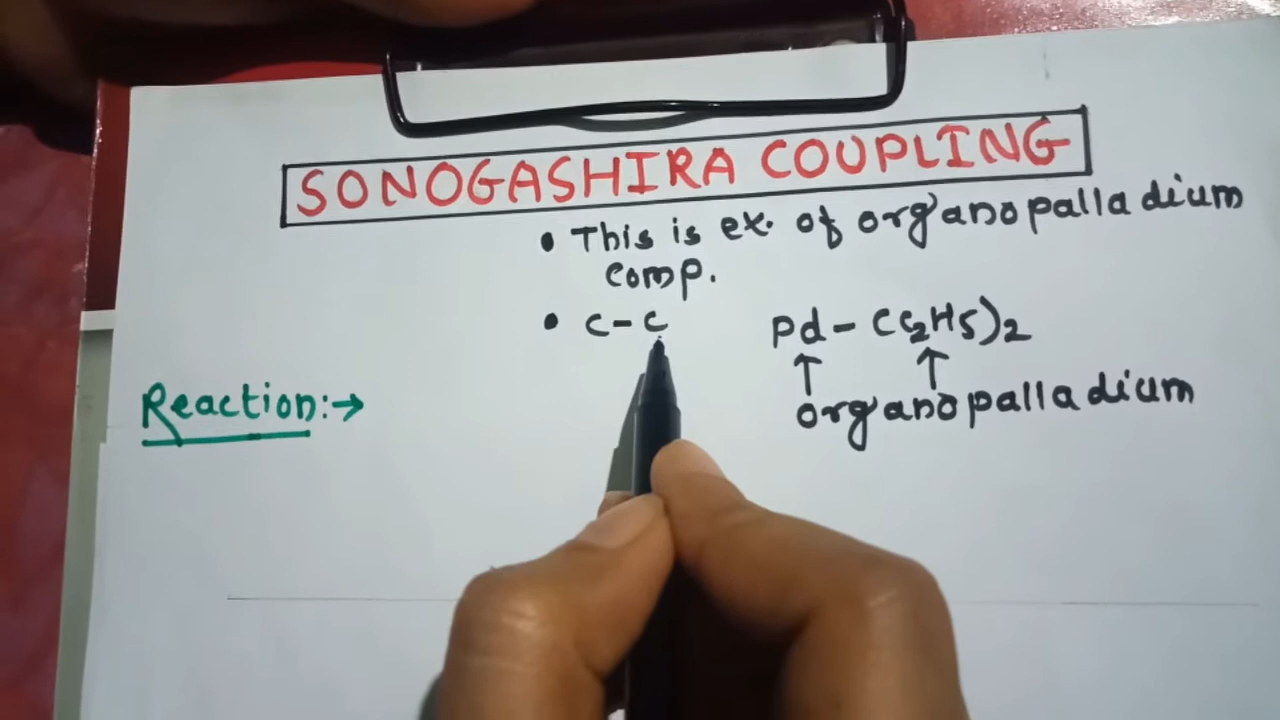 SONOGASHIRA COUPLING
• This is ex. of organopalladium
comp.
• C-C Pd - C(C2H5)2
organopalladium
Reaction:→